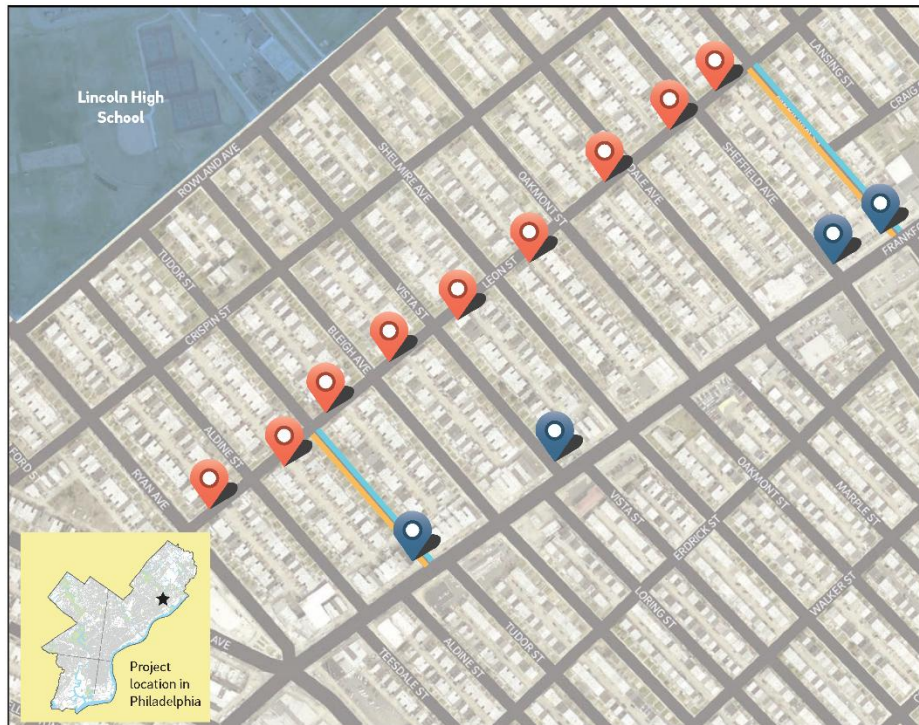 Lincoln High
School
ROWLAND AVE
SHELMIRE AVE
OAKMONT ST
DALE AVE
SHEFFIELD AVE
LANSING ST
CRAIG
TUDOR ST
CRISPIN ST
VISTA ST
LEON ST
BLEIGH AVE
FRANKFO
FORD S
RYAN AVE
ALDINE ST
OAKMONT ST
MARPLE ST
VISTA ST
ERDRICK ST
LORING ST
WALKER ST
TUDOR ST
ALDINE ST
TEESDALE ST
AVE
Project
location in
Philadelphia